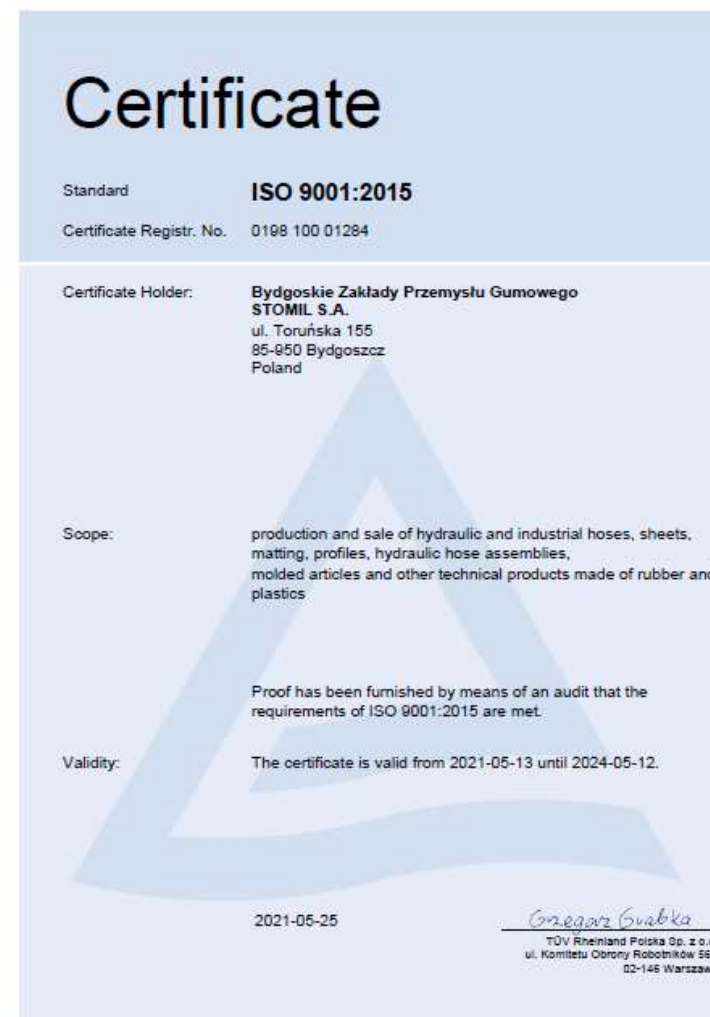 Certificate
Standard ISO 9001:2015
Certificate Registr. No. 0198 100 01284
Certificate Holder: Bydgoskie Zakłady Przemysłu Gumowego
STOMIL S.A.
ul. Toruńska 155
85-950 Bydgoszcz
Poland
Scope: production and sale of hydraulic and industrial hoses, sheets,
matting, profiles, hydraulic hose assemblies,
molded articles and other technical products made of rubber and
plastics
Proof has been furnished by means of an audit that the
requirements of ISO 9001:2015 are met.
Validity: The certificate is valid from 2021-05-13 until 2024-05-12.
2021-05-25
Grzegorz Grabka
TÜV Rheinland Polska Sp. z o.o
ul. Komitetu Obrony Robotników 56
02-146 Warszaw